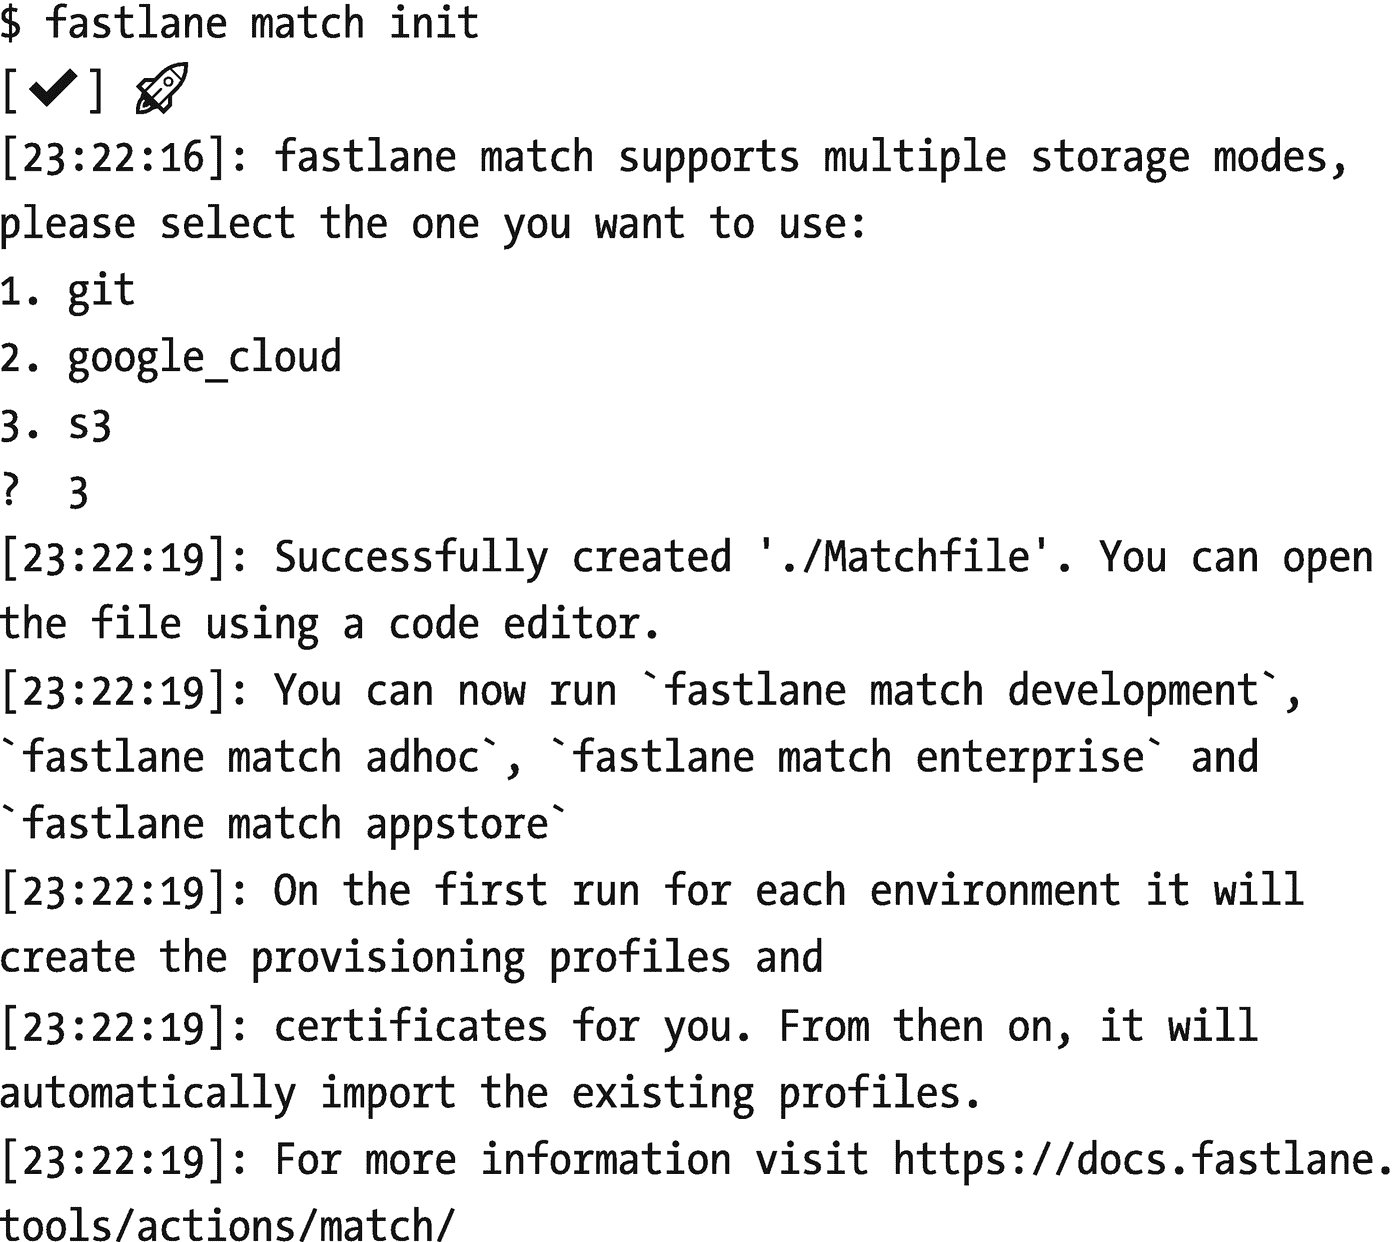 $ fastlane match init
[✔] 🚀
[23:22:16]: fastlane match supports multiple storage modes,
please select the one you want to use:
1. git
2. google_cloud
3. s3
?  3
[23:22:19]: Successfully created './Matchfile'. You can open
the file using a code editor.
[23:22:19]: You can now run `fastlane match development`,
`fastlane match adhoc`, `fastlane match enterprise` and
`fastlane match appstore`
[23:22:19]: On the first run for each environment it will
create the provisioning profiles and
[23:22:19]: certificates for you. From then on, it will
automatically import the existing profiles.
[23:22:19]: For more information visit https://docs.fastlane.
tools/actions/match/